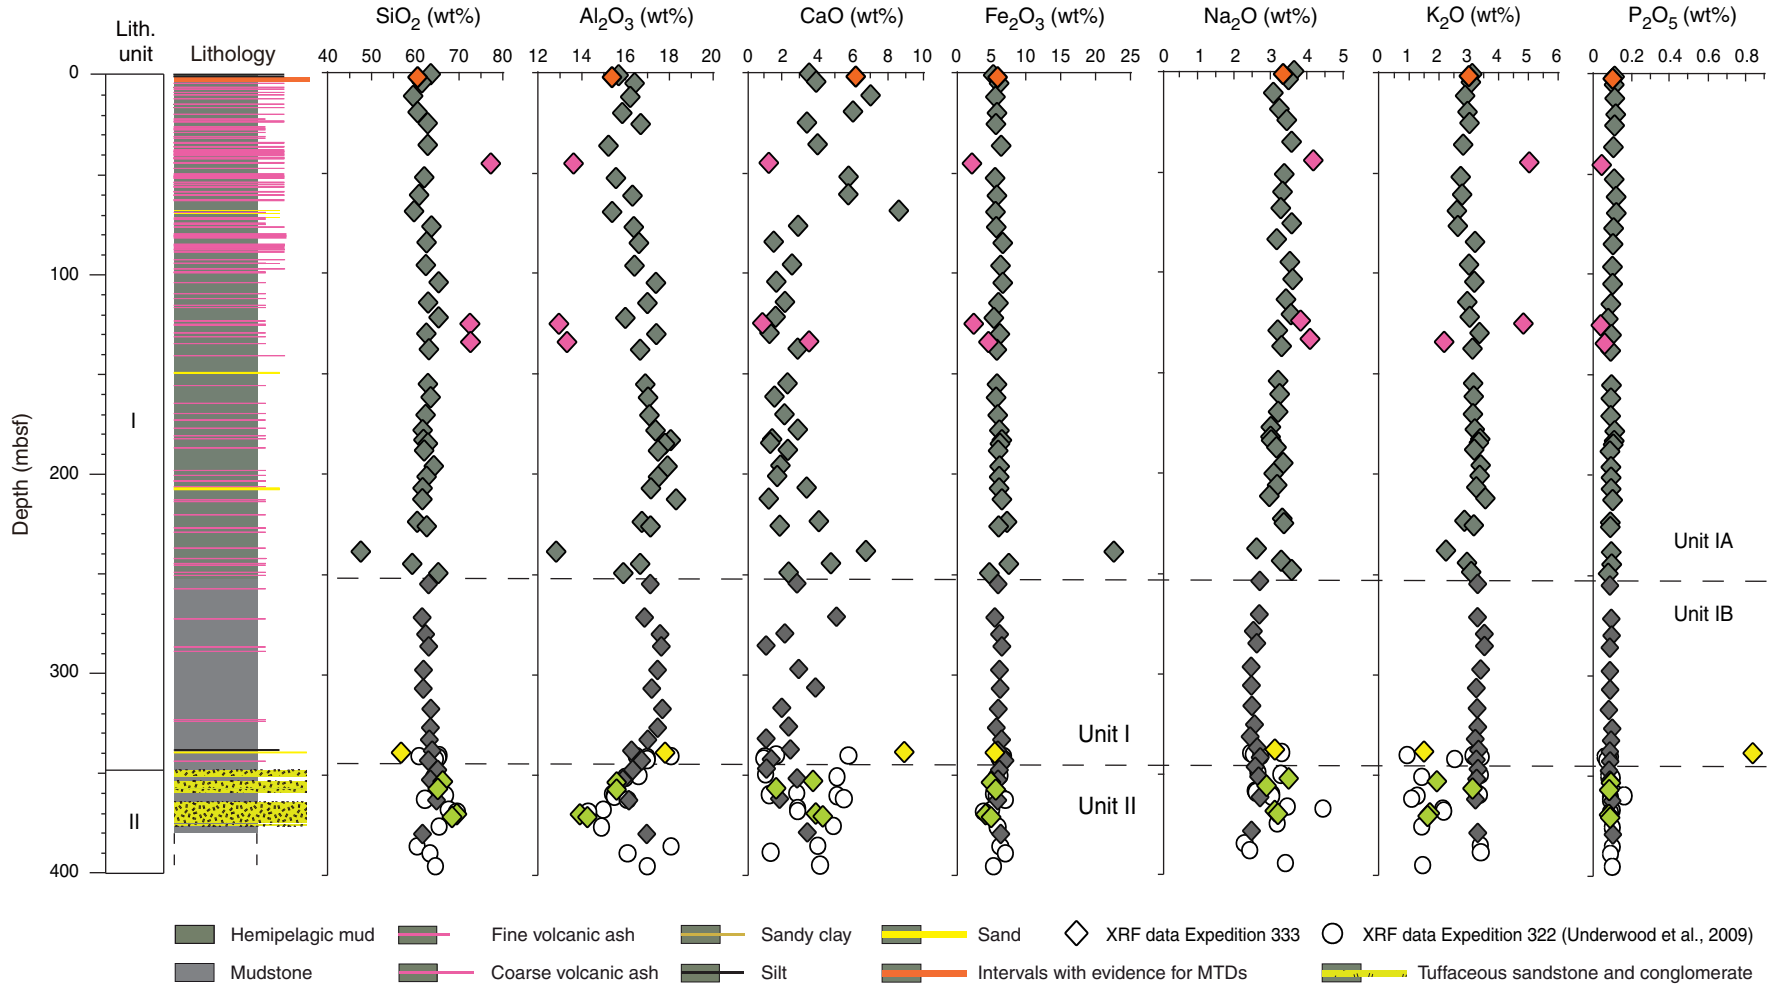 SiO2 (wt%) Al2O3 (wt%) CaO (wt%) Fe2O3 (wt%) Na2O (wt%) K2O (wt%) P2O5 (wt%)
Lith. unit Lithology
40 50 60 70 80 12 14 16 18 20 0 2 4 6 8 10 0 5 10 15 20 25 0 1 2 3 4 5 0 1 2 3 4 5 6 0 0.2 0.4 0.6 0.8
0
100
I
200
Depth (mbsf)
Unit IA
Unit IB
300
Unit I
Unit II
II
400
Hemipelagic mud Fine volcanic ash Sandy clay Sand XRF data Expedition 333 XRF data Expedition 322 (Underwood et al., 2009)
Mudstone Coarse volcanic ash Silt Intervals with evidence for MTDs Tuffaceous sandstone and conglomerate